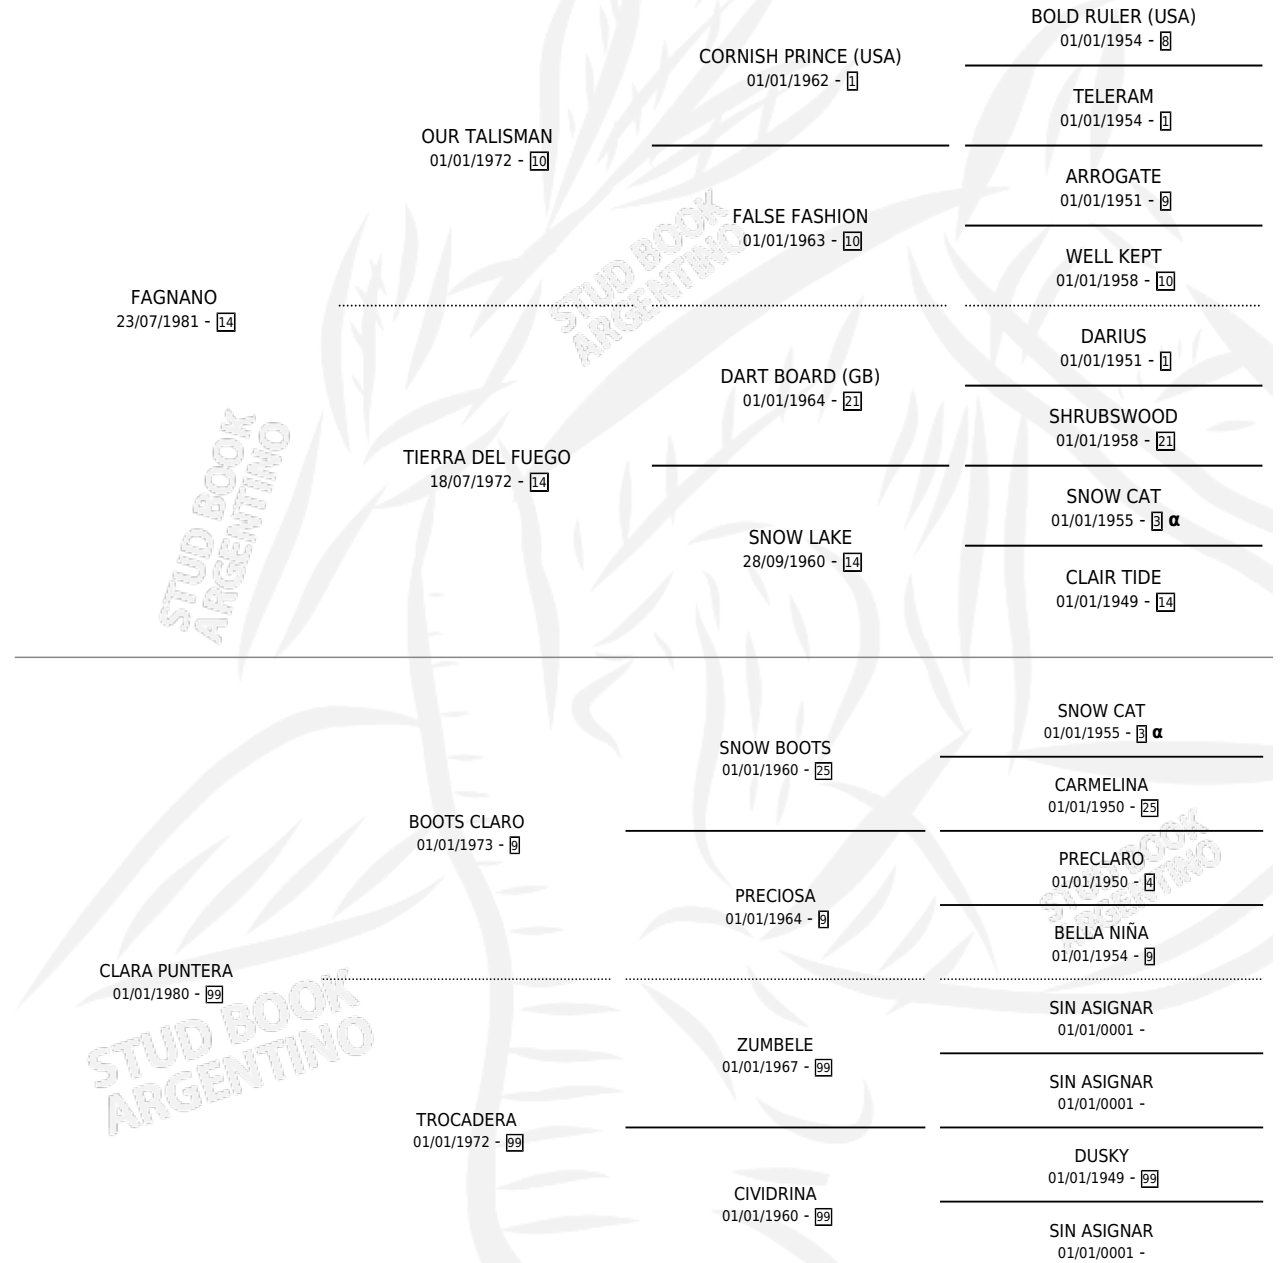 BOLD RULER (USA)
01/01/1954 - 8
CORNISH PRINCE (USA)
01/01/1962 - 1
TELERAM
01/01/1954 - 1
OUR TALISMAN
01/01/1972 - 10
ARROGATE
01/01/1951 - 9
FALSE FASHION
01/01/1963 - 10
WELL KEPT
01/01/1958 - 10
FAGNANO
23/07/1981 - 14
DARIUS
01/01/1951 - 1
DART BOARD (GB)
01/01/1964 - 21
SHRUBSWOOD
01/01/1958 - 21
TIERRA DEL FUEGO
18/07/1972 - 14
SNOW CAT
01/01/1955 - 3 α
SNOW LAKE
28/09/1960 - 14
CLAIR TIDE
01/01/1949 - 14
SNOW CAT
01/01/1955 - 3 α
SNOW BOOTS
01/01/1960 - 25
CARMELINA
01/01/1950 - 25
BOOTS CLARO
01/01/1973 - 9
PRECLARO
01/01/1950 - 4
PRECIOSA
01/01/1964 - 9
BELLA NIÑA
01/01/1954 - 9
CLARA PUNTERA
01/01/1980 - 99
SIN ASIGNAR
01/01/0001 -
ZUMBELE
01/01/1967 - 99
SIN ASIGNAR
01/01/0001 -
TROCADERA
01/01/1972 - 99
DUSKY
01/01/1949 - 99
CIVIDRINA
01/01/1960 - 99
SIN ASIGNAR
01/01/0001 -
STUD BOOK
ARGENTINO
STUD BOOK
ARGENTINO
STUD BOOK
ARGENTINO
STUD BOOK
ARGENTINO